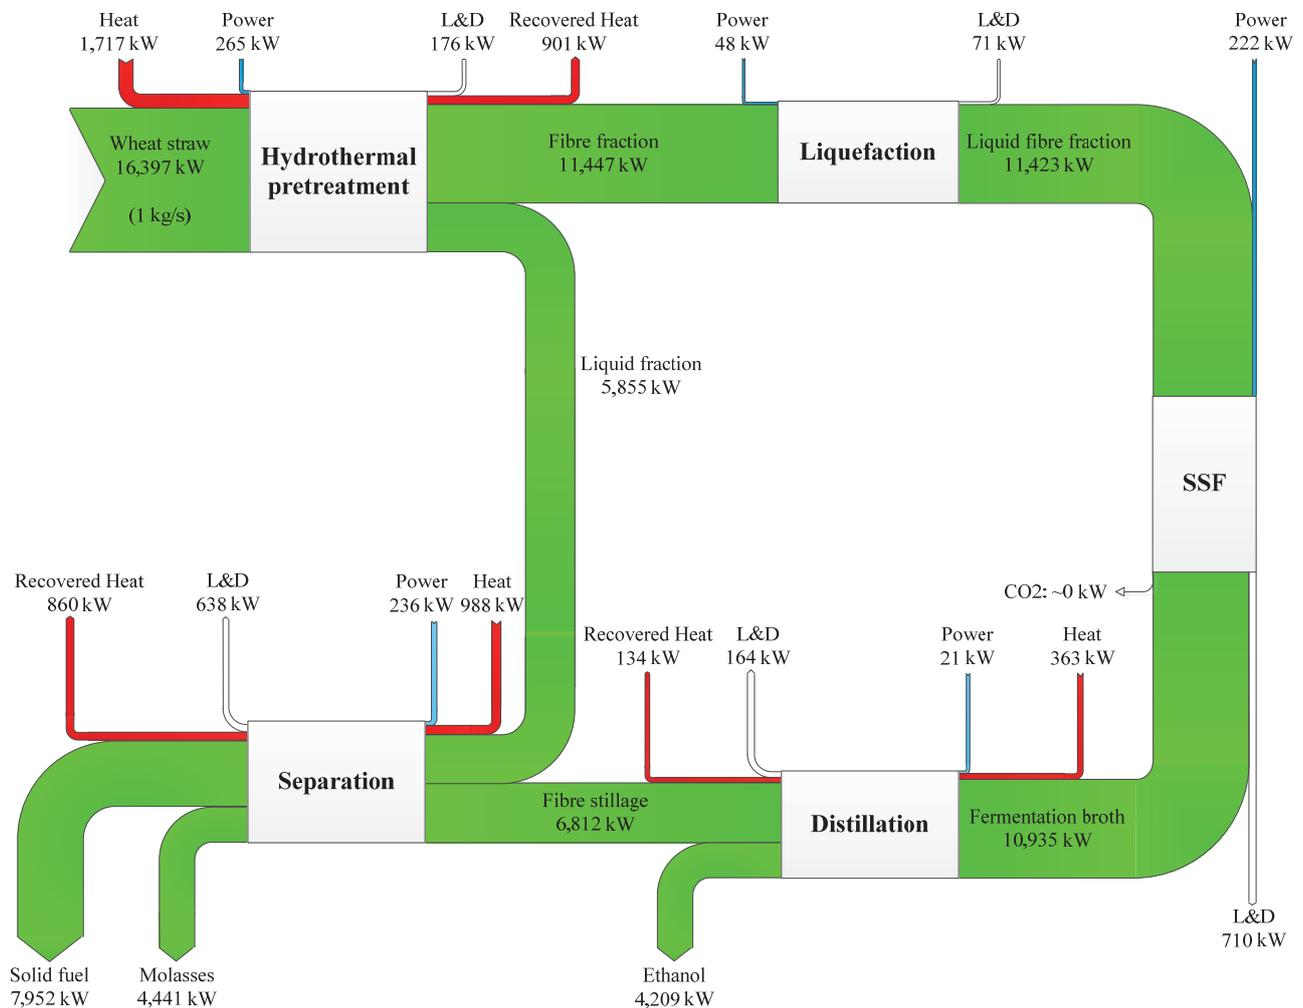 Heat
1,717 kW
Power
265 kW
L&D
176 kW
Recovered Heat
901 kW
Power
48 kW
L&D
71 kW
Power
222 kW
Wheat straw
16,397 kW
(1 kg/s)
Hydrothermal
pretreatment
Fibre fraction
11,447 kW
Liquefaction
Liquid fibre fraction
11,423 kW
Liquid fraction
5,855 kW
SSF
CO2: ~0 kW
Recovered Heat
860 kW
L&D
638 kW
Power
236 kW
Heat
988 kW
Recovered Heat
134 kW
L&D
164 kW
Power
21 kW
Heat
363 kW
Separation
Fibre stillage
6,812 kW
Distillation
Fermentation broth
10,935 kW
L&D
710 kW
Solid fuel
7,952 kW
Molasses
4,441 kW
Ethanol
4,209 kW